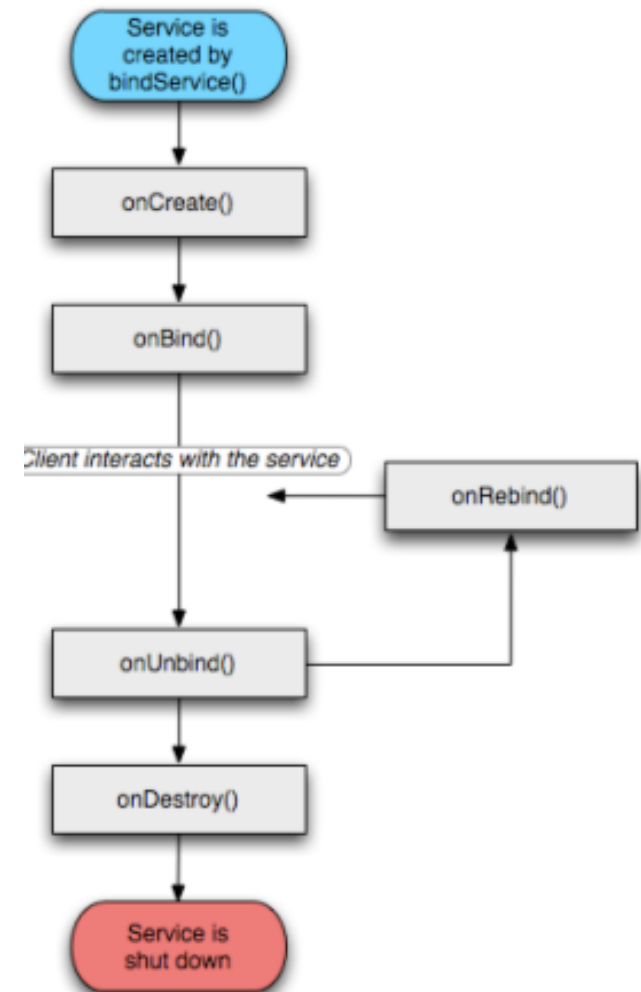 Service is
created by
bindService()
onCreate()
onBind()
Client interacts with the service
onRebind()
onUnbind()
onDestroy()
Service is
shut down